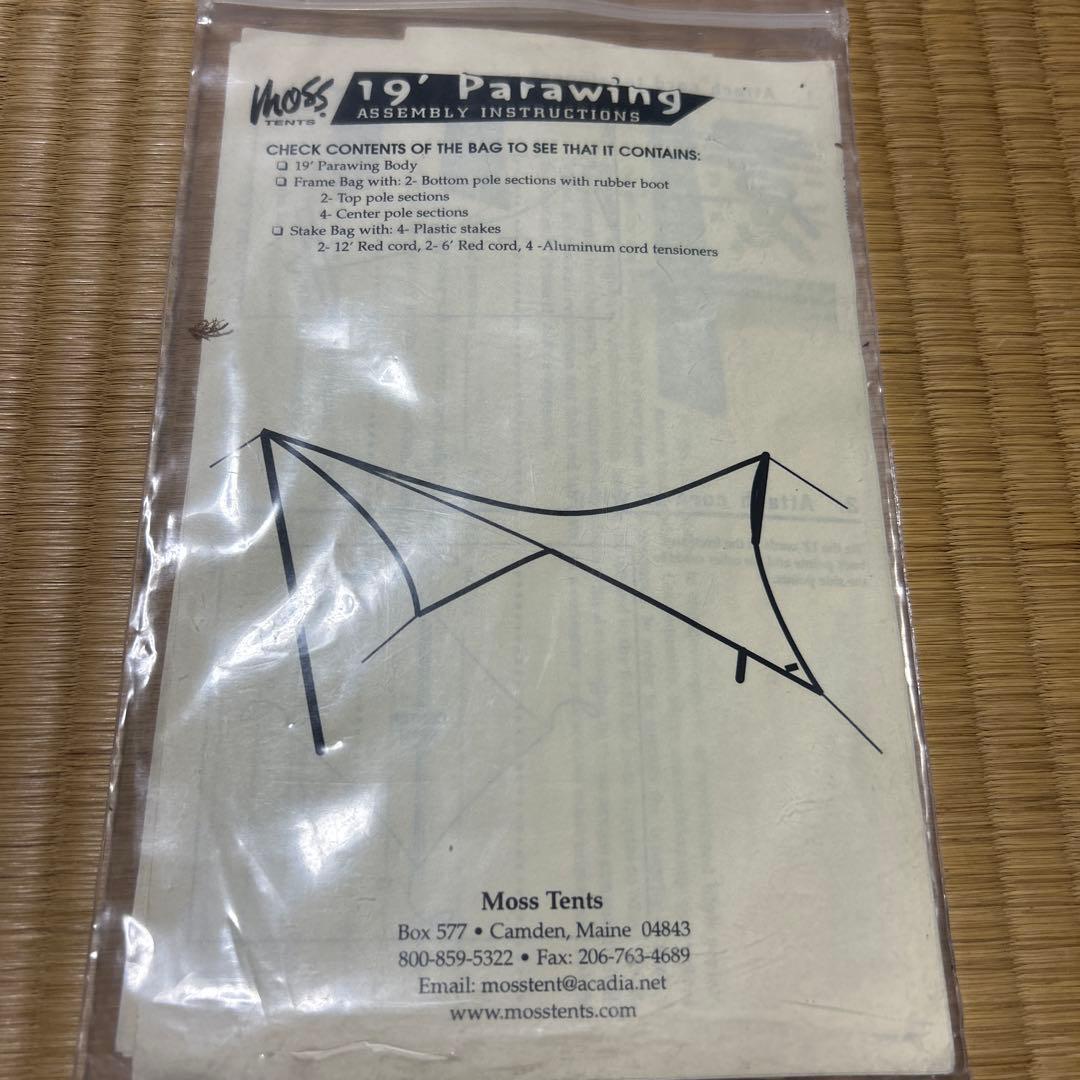 moss
TENTS
19' Parawing
ASSEMBLY INSTRUCTIONS
CHECK CONTENTS OF THE BAG TO SEE THAT IT CONTAINS:
❑ 19' Parawing Body
❑ Frame Bag with: 2- Bottom pole sections with rubber boot
2- Top pole sections
4- Center pole sections
❑ Stake Bag with: 4- Plastic stakes
2- 12' Red cord, 2- 6' Red cord, 4 -Aluminum cord tensioners
Moss Tents
Box 577 • Camden, Maine 04843
800-859-5322 • Fax: 206-763-4689
Email: mosstent@acadia.net
www.mosstents.com